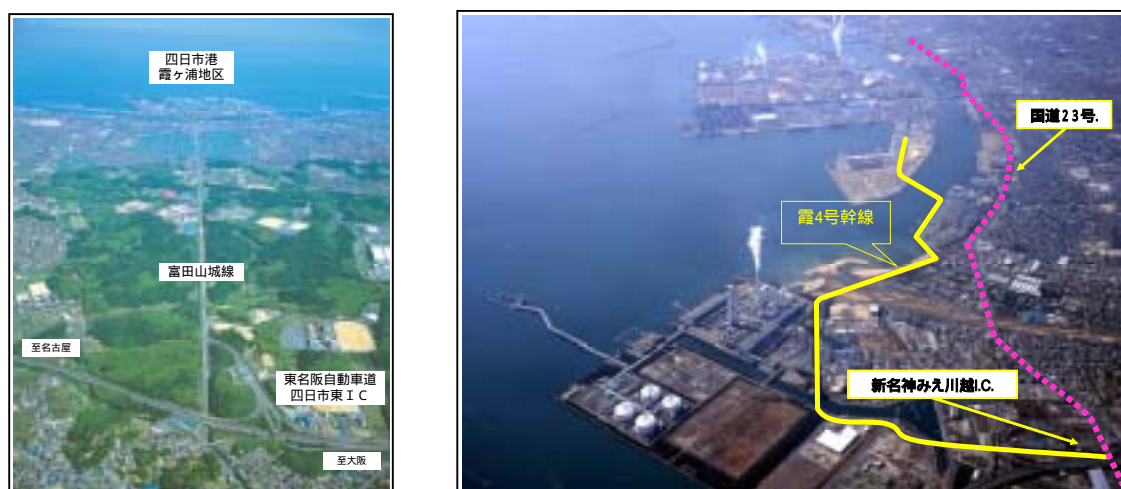 四日市港
霞ヶ浦地区
富田山城線
至名古屋
東名阪自動車道
四日市東ＩＣ
至大阪
国道23号.
霞4号幹線
新名神みえ川越I.C.